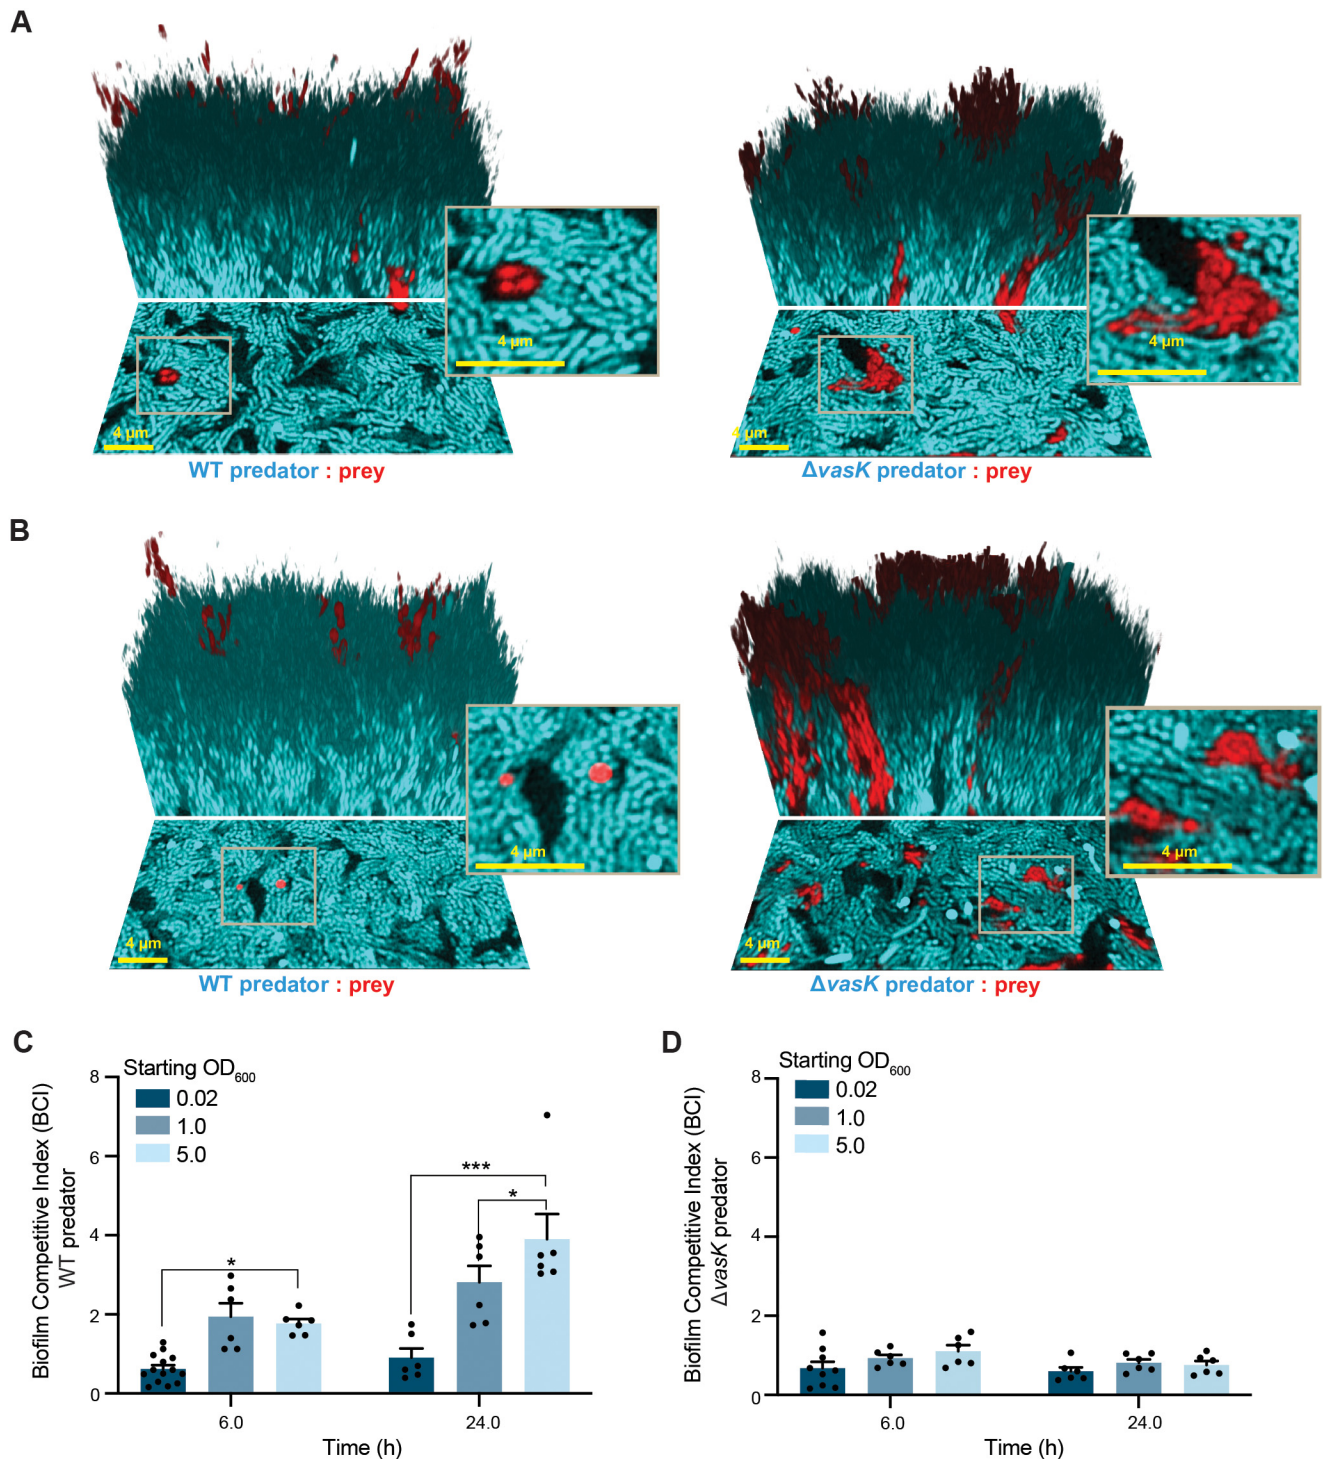 A
4 µm
4 µm
WT predator : prey
4 µm
4 µm
ΔvasK predator : prey
B
4 µm
4 µm
WT predator : prey
4 µm
4 µm
ΔvasK predator : prey
C
Starting OD600
0.02
1.0
5.0
Biofilm Competitive Index (BCI)
WT predator
8
6
4
2
0
*
***
*
6.0
24.0
Time (h)
D
Starting OD600
0.02
1.0
5.0
Biofilm Competitive Index (BCI)
ΔvasK predator
8
6
4
2
0
6.0
24.0
Time (h)